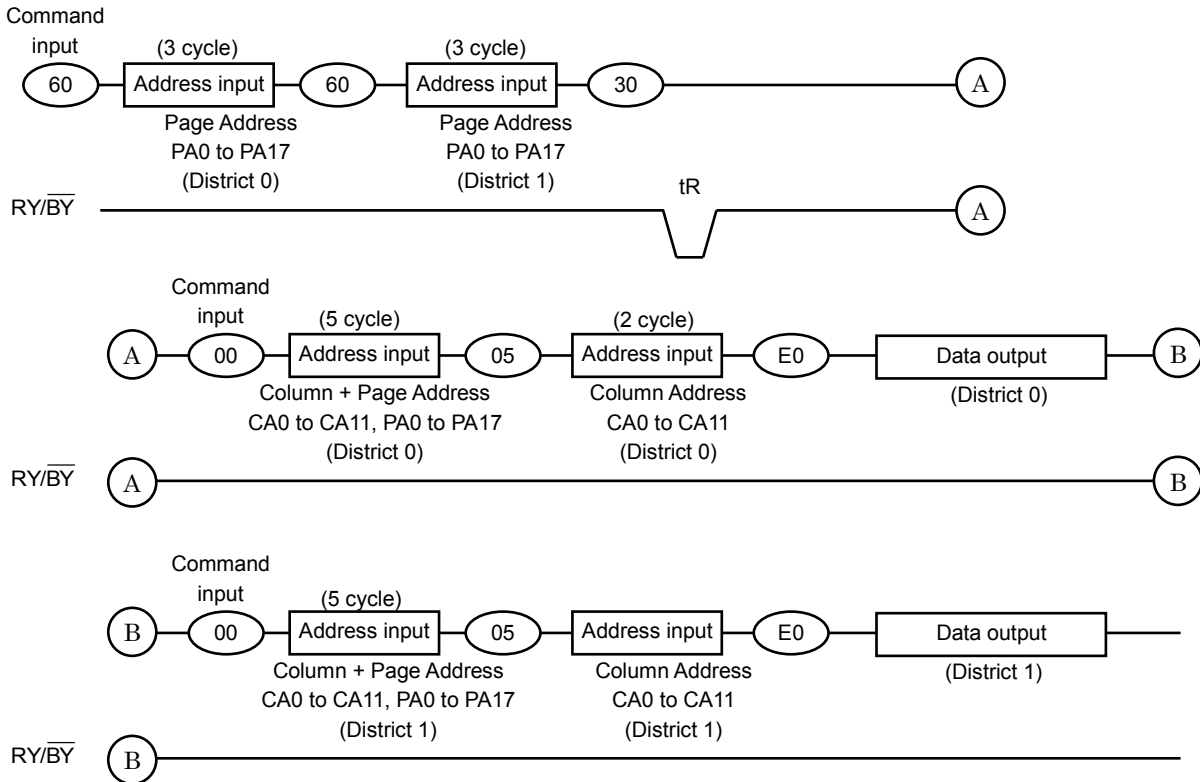 Command
input
(3 cycle)
(3 cycle)
60
Address input
60
Address input
30
A
Page Address
PA0 to PA17
(District 0)
Page Address
PA0 to PA17
(District 1)
tR
RY/BY
A
Command
input
(5 cycle)
(2 cycle)
A
00
Address input
05
Address input
E0
Data output
B
Column + Page Address
CA0 to CA11, PA0 to PA17
(District 0)
Column Address
CA0 to CA11
(District 0)
(District 0)
RY/BY
A
B
Command
input
(5 cycle)
B
00
Address input
05
Address input
E0
Data output
Column + Page Address
CA0 to CA11, PA0 to PA17
(District 1)
Column Address
CA0 to CA11
(District 1)
(District 1)
RY/BY
B